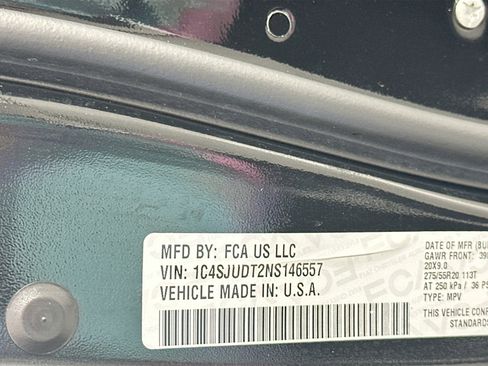 MFD BY: FCA US LLC
VIN: 1C4SJUDT2NS146557
VEHICLE MADE IN: U.S.A.
DATE OF MFR
GAWR FRONT:
20X9.0
275/55R20 113T
AT 250 kPa / 36
TYPE: MPV
THIS VEHICLE
STANDARDS